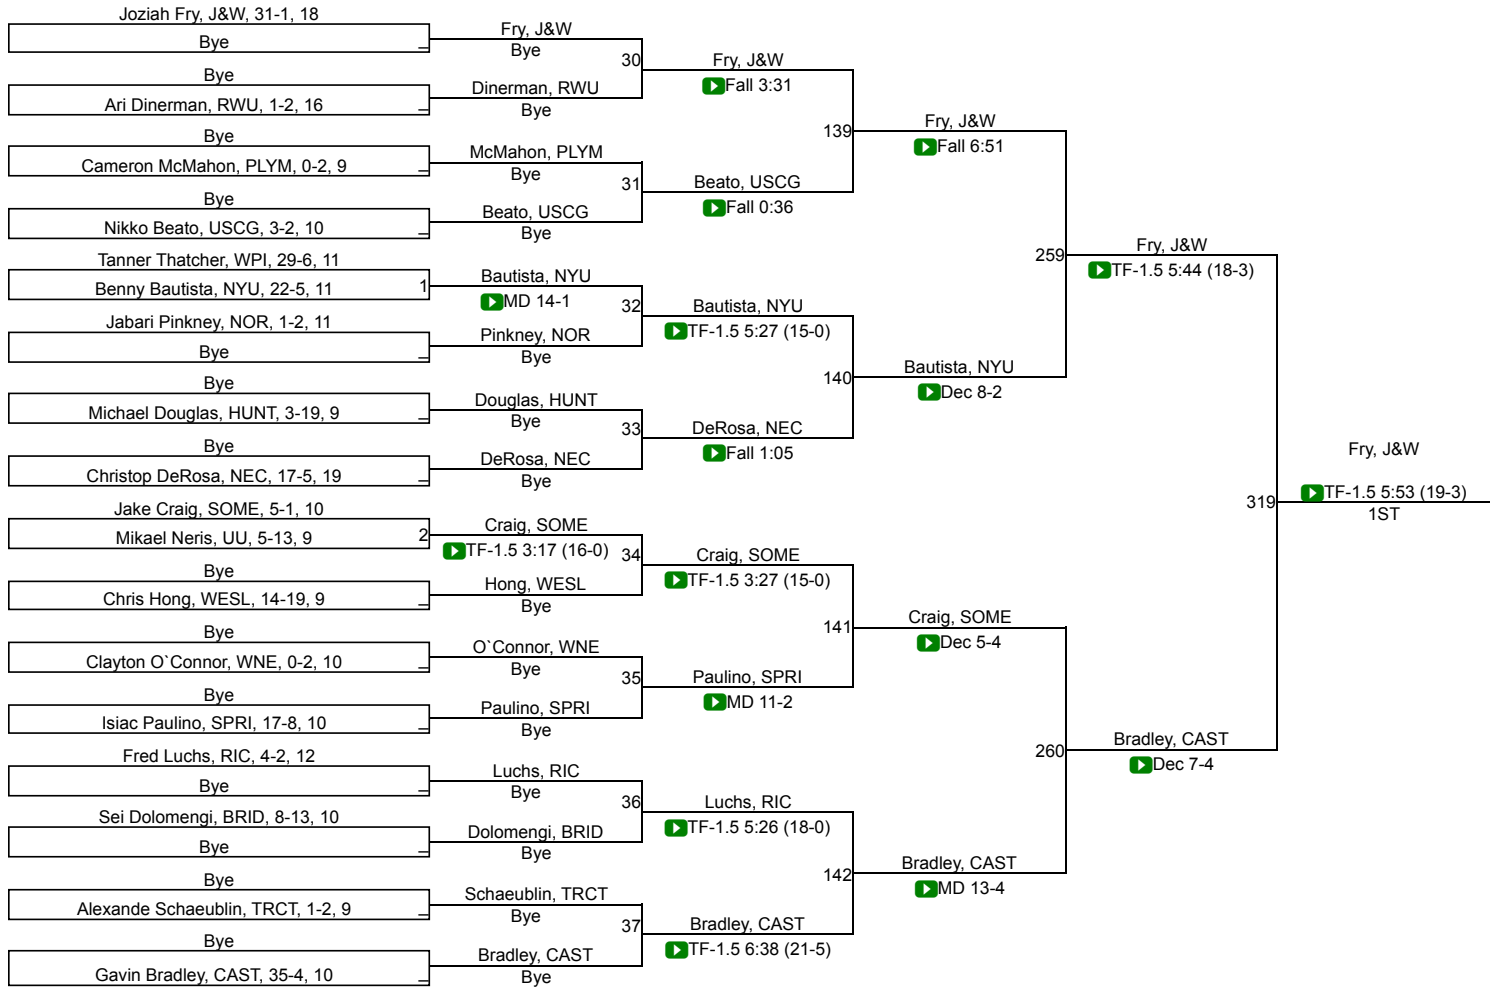 Joziah Fry, J&W, 31-1, 18
Bye
_
Bye
Ari Dinerman, RWU, 1-2, 16
_
Bye
Cameron McMahon, PLYM, 0-2, 9
_
Bye
Nikko Beato, USCG, 3-2, 10
_
Tanner Thatcher, WPI, 29-6, 11
Benny Bautista, NYU, 22-5, 11
1
Jabari Pinkney, NOR, 1-2, 11
Bye
_
Bye
Michael Douglas, HUNT, 3-19, 9
_
Bye
Christop DeRosa, NEC, 17-5, 19
_
Jake Craig, SOME, 5-1, 10
Mikael Neris, UU, 5-13, 9
2
Bye
Chris Hong, WESL, 14-19, 9
_
Bye
Clayton O`Connor, WNE, 0-2, 10
_
Bye
Isiac Paulino, SPRI, 17-8, 10
_
Fred Luchs, RIC, 4-2, 12
Bye
_
Sei Dolomengi, BRID, 8-13, 10
Bye
_
Bye
Alexande Schaeublin, TRCT, 1-2, 9
_
Bye
Gavin Bradley, CAST, 35-4, 10
_
Fry, J&W
Bye
30
Dinerman, RWU
Bye
McMahon, PLYM
Bye
31
Beato, USCG
Bye
Bautista, NYU
MD 14-1
32
Pinkney, NOR
Bye
Douglas, HUNT
Bye
33
DeRosa, NEC
Bye
Craig, SOME
TF-1.5 3:17 (16-0)
34
Hong, WESL
Bye
O`Connor, WNE
Bye
35
Paulino, SPRI
Bye
Luchs, RIC
Bye
36
Dolomengi, BRID
Bye
Schaeublin, TRCT
Bye
37
Bradley, CAST
Bye
Fry, J&W
Fall 3:31
139
Beato, USCG
Fall 0:36
Bautista, NYU
TF-1.5 5:27 (15-0)
140
DeRosa, NEC
Fall 1:05
Craig, SOME
TF-1.5 3:27 (15-0)
141
Paulino, SPRI
MD 11-2
Luchs, RIC
TF-1.5 5:26 (18-0)
142
Bradley, CAST
TF-1.5 6:38 (21-5)
Fry, J&W
Fall 6:51
259
Bautista, NYU
Dec 8-2
Craig, SOME
Dec 5-4
260
Bradley, CAST
MD 13-4
Fry, J&W
TF-1.5 5:44 (18-3)
319
Bradley, CAST
Dec 7-4
Fry, J&W
TF-1.5 5:53 (19-3)
1ST